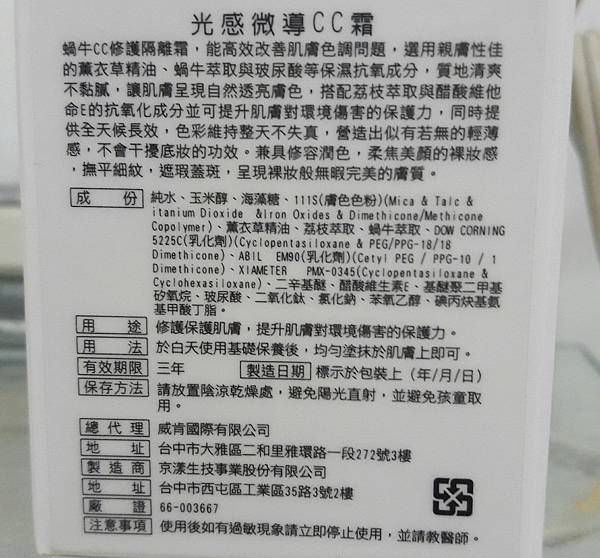 光感微導CC霜
蝸牛CC修護隔離霜，能高效改善肌膚色調問題，選用親膚性佳
的薰衣草精油、蝸牛萃取與玻尿酸等保濕抗氧成分，質地清爽
不黏膩，讓肌膚呈現自然透亮膚色，搭配荔枝萃取與醋酸維他
命E的抗氧化成分並可提升肌膚對環境傷害的保護力，同時提
供全天候長效，色彩維持整天不失真，營造出似有若無的輕薄
感，不會干擾底妝的功效。兼具修容潤色，柔焦美顏的裸妝感
，撫平細紋，遮瑕蓋斑，呈現裸妝般無暇完美的膚質。
成份 純水、玉米醇、海藻糖、111S(膚色色粉)(Mica & Talc &
itanium Dioxide &Iron Oxides & Dimethicone/Methicone
Copolymer)、薰衣草精油、荔枝萃取、蝸牛萃取、DOW CORNING
5225C(乳化劑)(Cyclopentasiloxane & PEG/PPG-18/18
Dimethicone)、ABIL EM90(乳化劑)(Cetyl PEG / PPG-10 / 1
Dimethicone)、XIAMETER PMX-0345(Cyclopentasiloxane &
Cyclohexasiloxane)、二辛基醚、醋酸維生素E、基醚聚二甲基
矽氧烷、玻尿酸、二氧化鈦、氯化鈉、苯氧乙醇、碘丙炔基氨
基甲酸丁脂。
用途 修護保護肌膚，提升肌膚對環境傷害的保護力。
用法 於白天使用基礎保養後，均勻塗抹於肌膚上即可。
有效期限 三年 製造日期 標示於包裝上（年/月/日）
保存方法 請放置陰涼乾燥處，避免陽光直射，並避免孩童取
用。
總代理 威肯國際有限公司
地址 台中市大雅區二和里雅環路一段272號3樓
製造商 京漾生技事業股份有限公司
地址 台中市西屯區工業區35路3號2樓
廠證 66-003667
注意事項 使用後如有過敏現象請立即停止使用，並請教醫師。